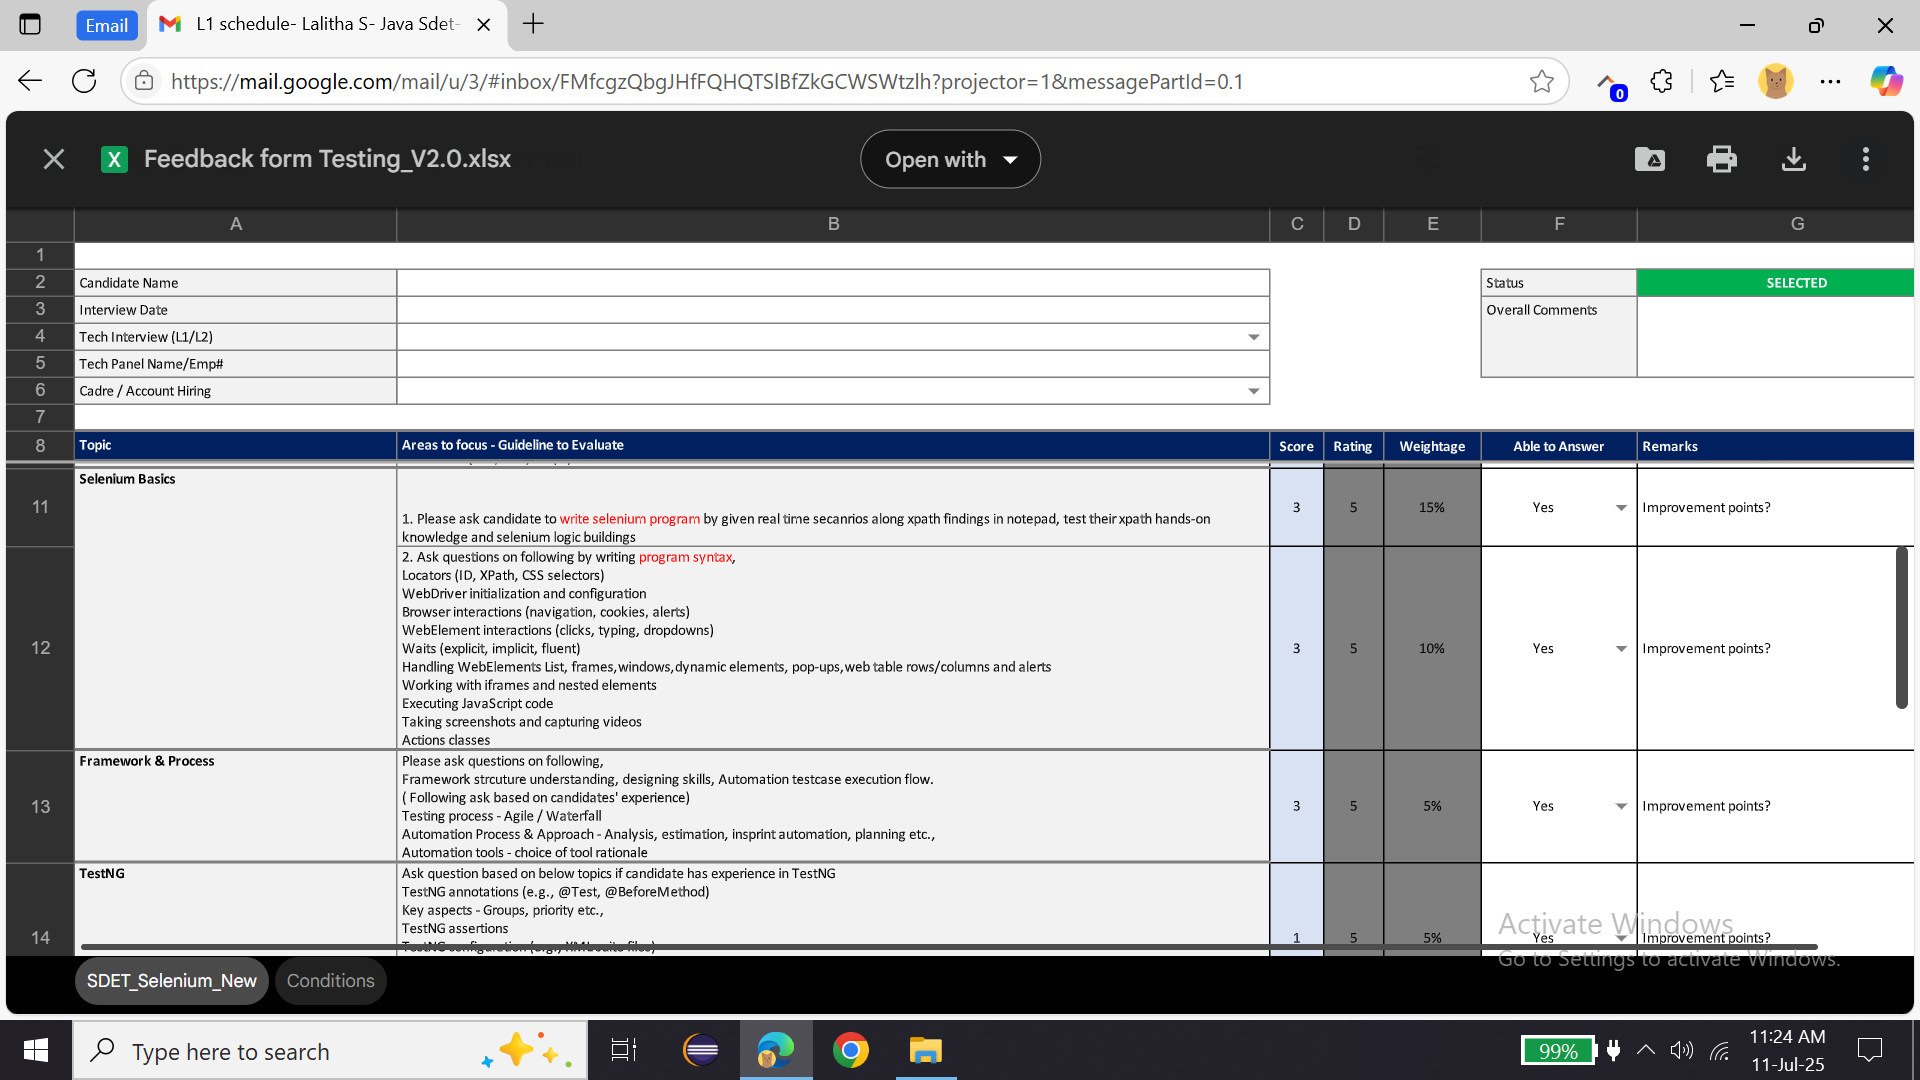 Email
L1 schedule- Lalitha S- Java Sdet-
https://mail.google.com/mail/u/3/#inbox/FMfcgzQbgJHfFQHQTSlBfZkGCWSWtzlh?projector=1&messagePartId=0.1
0
X
Feedback form Testing_V2.0.xlsx
Open with
A B C D E F G
1
2 Candidate Name Status SELECTED
3 Interview Date Overall Comments
4 Tech Interview (L1/L2)
5 Tech Panel Name/Emp#
6 Cadre / Account Hiring
7
8 Topic Areas to focus - Guideline to Evaluate Score Rating Weightage Able to Answer Remarks
Selenium Basics
11 3 5 15% Yes Improvement points?
1. Please ask candidate to write selenium program by given real time secanrios along xpath findings in notepad, test their xpath hands-on
knowledge and selenium logic buildings
2. Ask questions on following by writing program syntax,
Locators (ID, XPath, CSS selectors)
WebDriver initialization and configuration
Browser interactions (navigation, cookies, alerts)
WebElement interactions (clicks, typing, dropdowns)
12 Waits (explicit, implicit, fluent) 3 5 10% Yes Improvement points?
Handling WebElements List, frames,windows,dynamic elements, pop-ups,web table rows/columns and alerts
Working with iframes and nested elements
Executing JavaScript code
Taking screenshots and capturing videos
Actions classes
Framework & Process Please ask questions on following,
Framework strcuture understanding, designing skills, Automation testcase execution flow.
( Following ask based on candidates' experience)
13 3 5 5% Yes Improvement points?
Testing process - Agile / Waterfall
Automation Process & Approach - Analysis, estimation, insprint automation, planning etc.,
Automation tools - choice of tool rationale
TestNG Ask question based on below topics if candidate has experience in TestNG
TestNG annotations (e.g., @Test, @BeforeMethod)
Key aspects - Groups, priority etc.,
TestNG assertions
14 TestNG configuration (e.g., XML suite files) 1 5 5% Yes Improvement points?
Activate Windows
Go to Settings to activate Windows.
SDET_Selenium_New Conditions
Type here to search
99%
11:24 AM
11-Jul-25